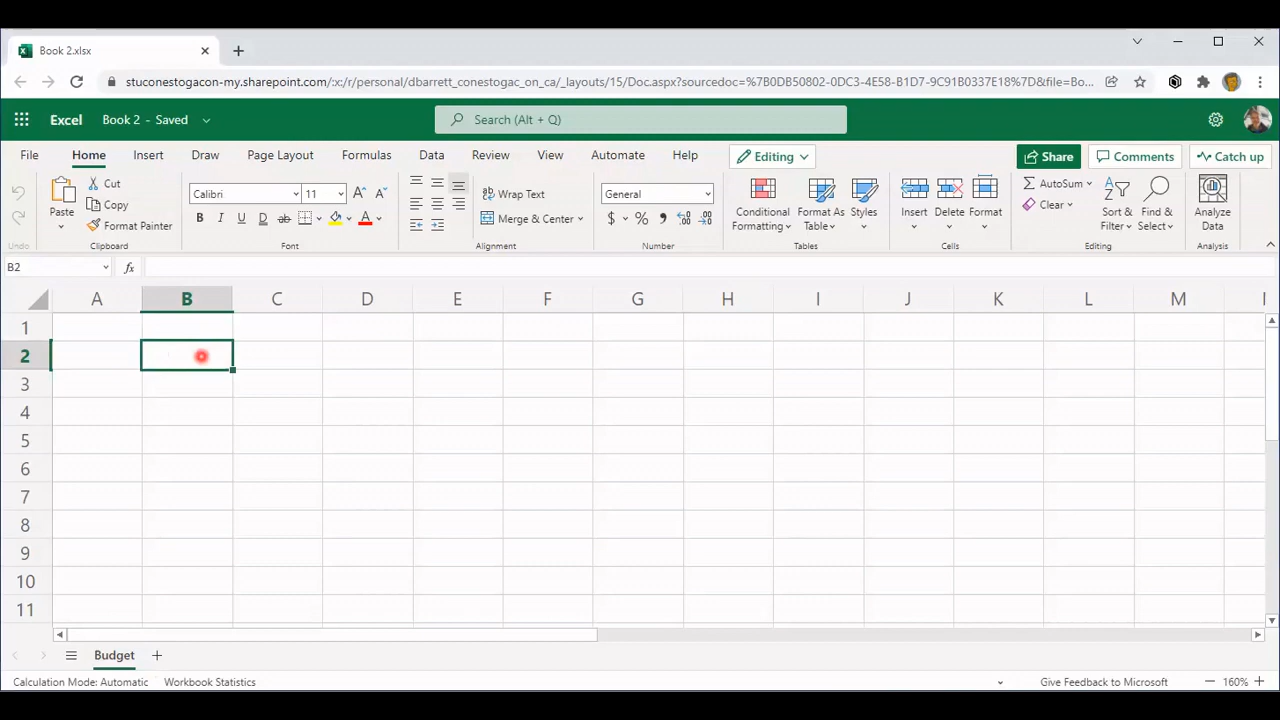 Book 2.xlsx
stuconestogacon-my.sharepoint.com/:x:/r/personal/dbarrett_conestogac_on_ca/_layouts/15/Doc.aspx?sourcedoc=%7B0DB50802-0DC3-4E58-B1D7-9C91B0337E18%7D&file=Bo...
Excel Book 2 - Saved Search (Alt + Q)
File Home Insert Draw Page Layout Formulas Data Review View Automate Help Editing Share Comments Catch up
Cut Calibri 11 Wrap Text General AutoSum
Paste Copy B I U D ab Merge & Center $ % Conditional Formatting Format As Table Styles Insert Delete Format Clear Sort & Filter Find & Select Analyze Data
Format Painter
Undo Clipboard Font Alignment Number Tables Cells Editing Analysis
B2 fx
A B C D E F G H I J K L M
1
2
3
4
5
6
7
8
9
10
11
Budget
Calculation Mode: Automatic Workbook Statistics Give Feedback to Microsoft 160%